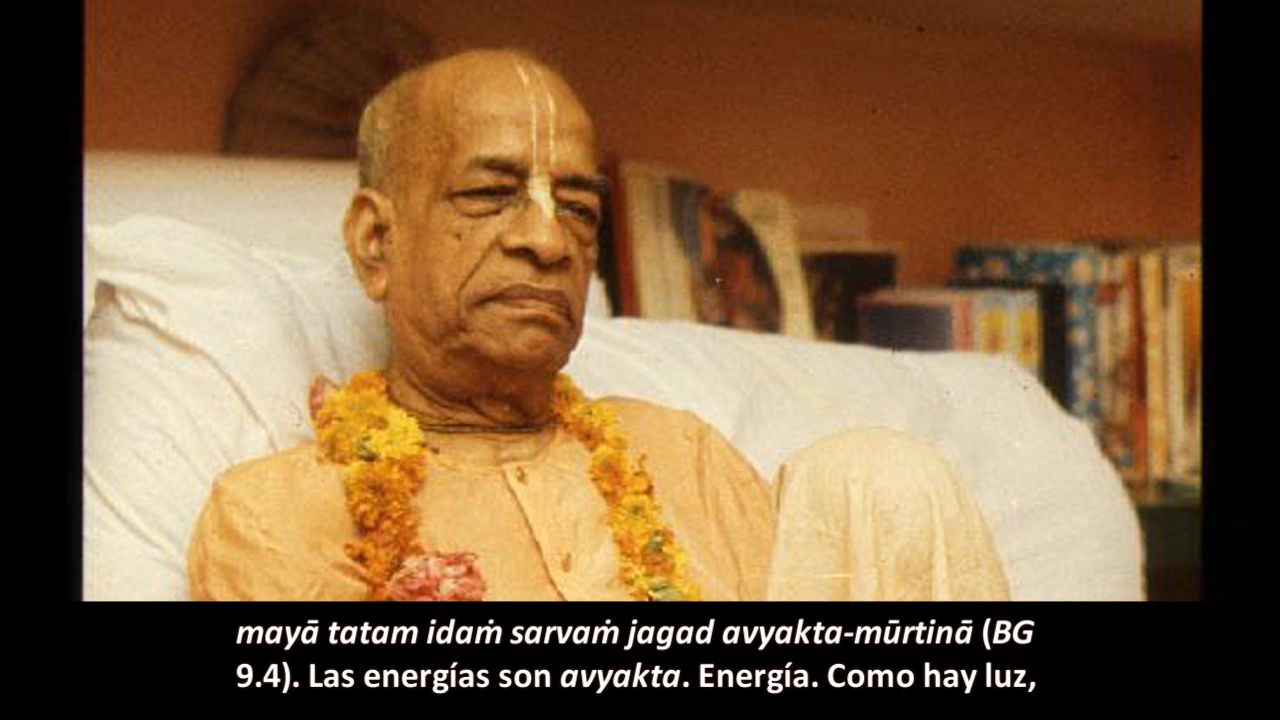 mayā tatam idaṁ sarvaṁ jagad avyakta-mūrtinā (BG
9.4). Las energías son avyakta. Energía. Como hay luz,